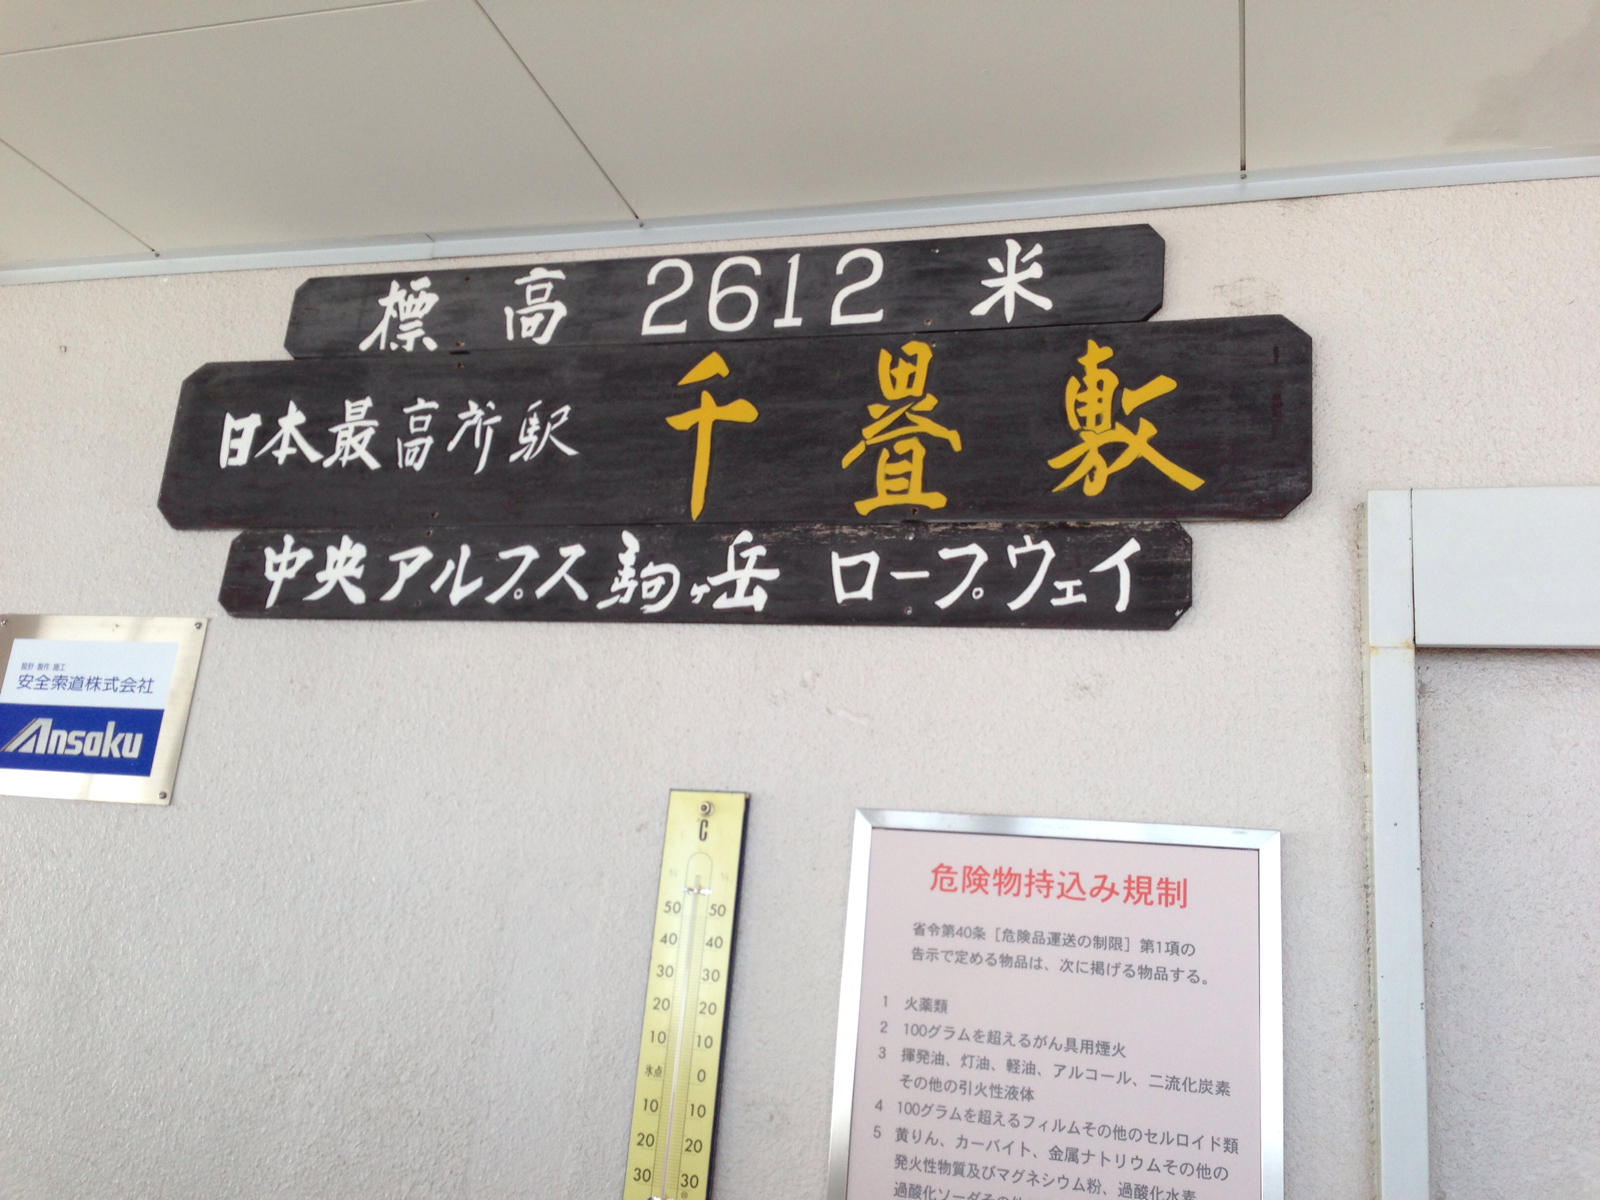 標高 2612 米
日本最高所駅 千畳敷
中央アルプス駒ヶ岳 ロープウェイ
設計 製作 施工
安全索道株式会社
Ansaku
°C
50 50
40 40
30 30
20 20
10 10
氷点 0
10 10
20 20
30 30
危険物持込み規制
省令第40条［危険品運送の制限］第1項の
告示で定める物品は、次に掲げる物品する。
1 火薬類
2 100グラムを超えるがん具用煙火
3 揮発油、灯油、軽油、アルコール、二流化炭素
その他の引火性液体
4 100グラムを超えるフィルムその他のセルロイド類
5 黄りん、カーバイト、金属ナトリウムその他の
発火性物質及びマグネシウム粉、過酸化水素
過酸化ソーダその他